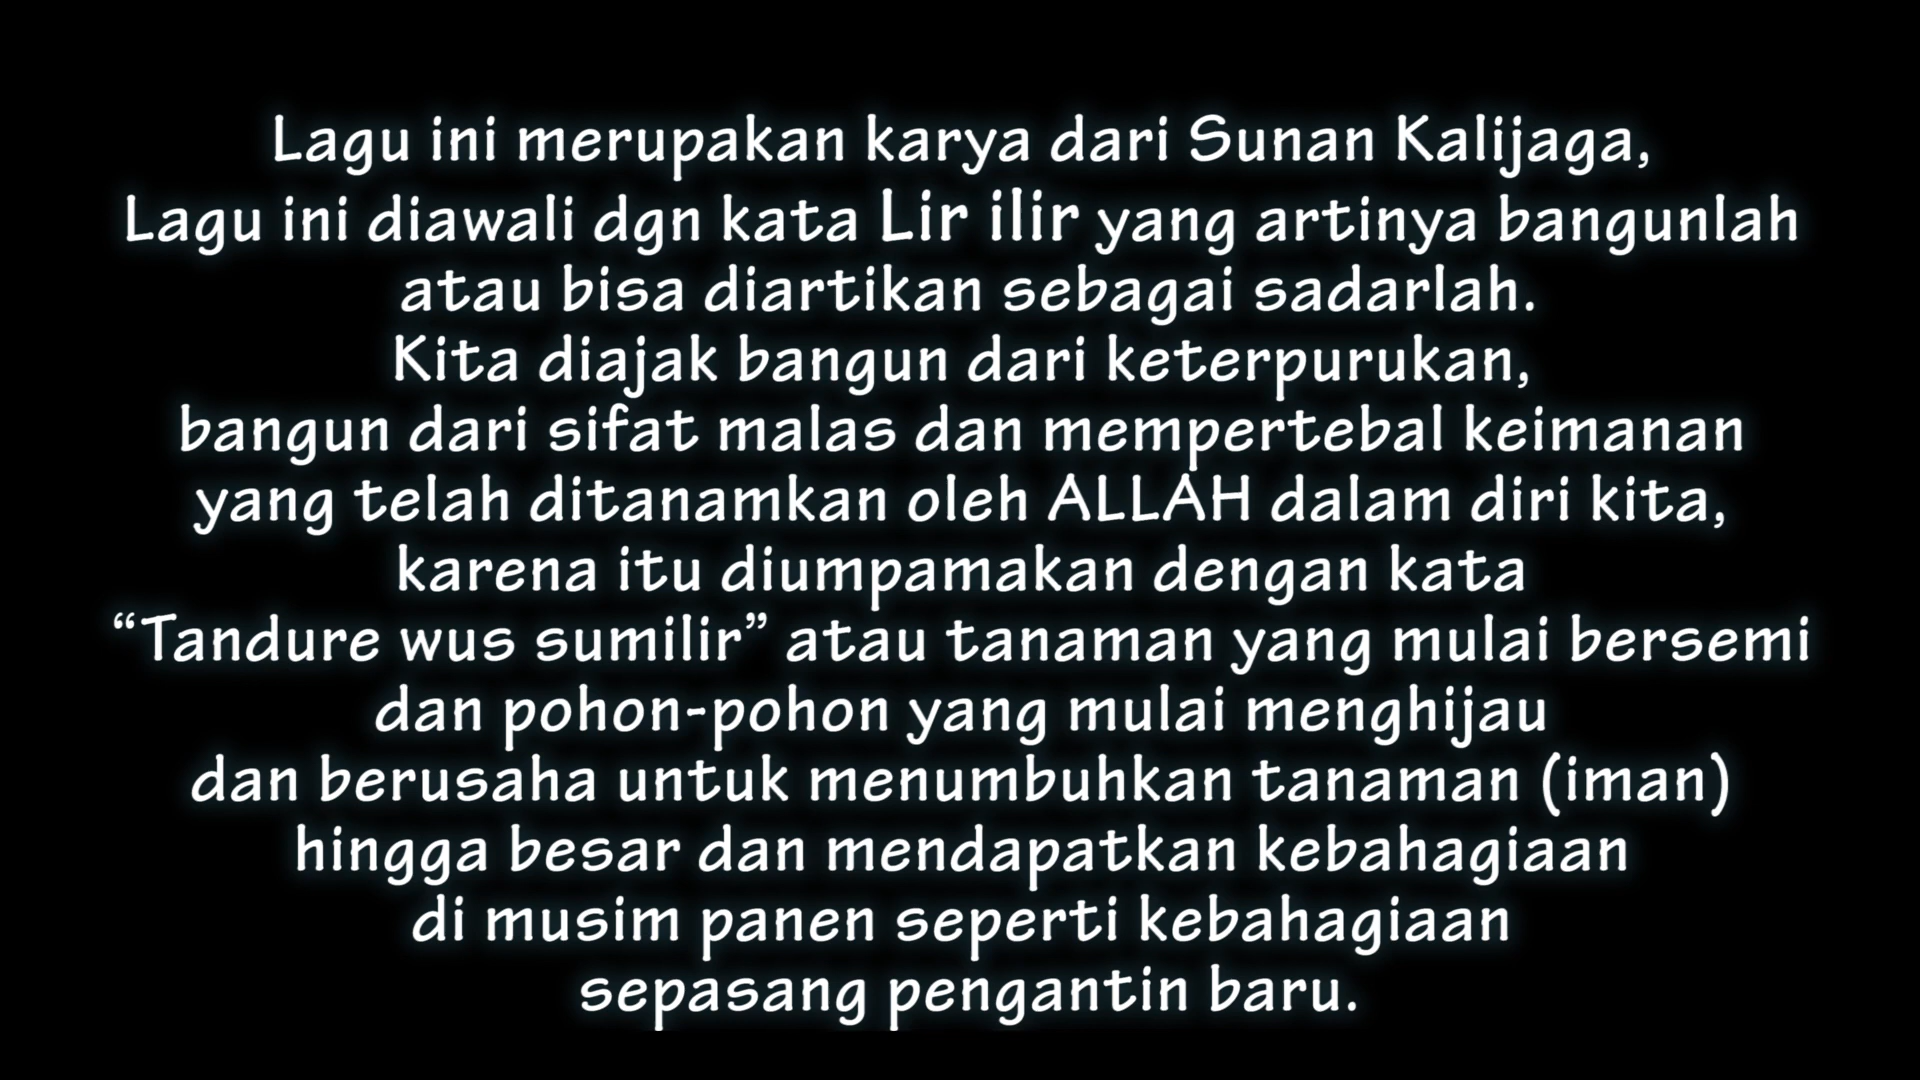 Lagu ini merupakan karya dari Sunan Kalijaga,
Lagu ini diawali dgn kata Lir ilir yang artinya bangunlah
atau bisa diartikan sebagai sadarlah.
Kita diajak bangun dari keterpurukan,
bangun dari sifat malas dan mempertebal keimanan
yang telah ditanamkan oleh ALLAH dalam diri kita,
karena itu diumpamakan dengan kata
“Tandure wus sumilir” atau tanaman yang mulai bersemi
dan pohon-pohon yang mulai menghijau
dan berusaha untuk menumbuhkan tanaman (iman)
hingga besar dan mendapatkan kebahagiaan
di musim panen seperti kebahagiaan
sepasang pengantin baru.